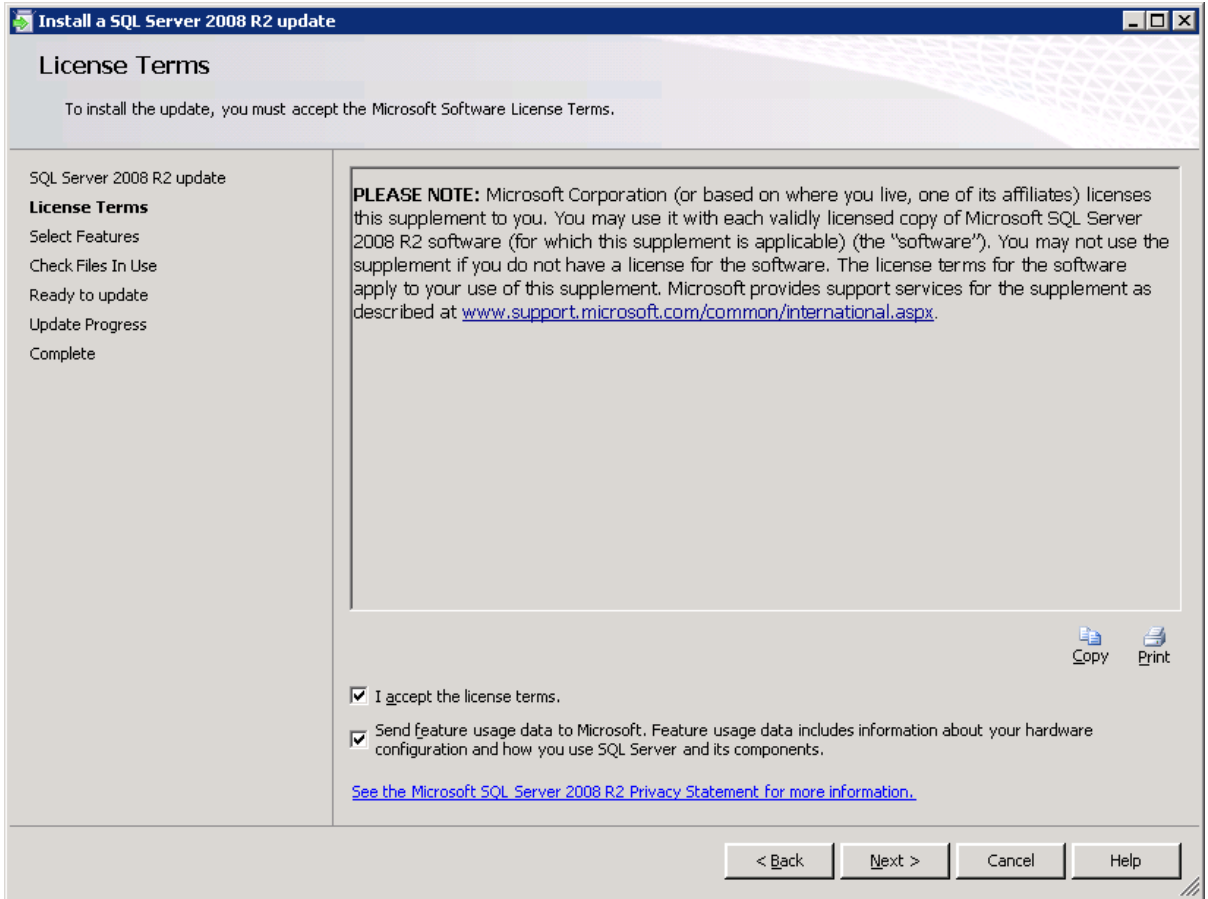 Install a SQL Server 2008 R2 update
License Terms
To install the update, you must accept the Microsoft Software License Terms.
SQL Server 2008 R2 update
License Terms
Select Features
Check Files In Use
Ready to update
Update Progress
Complete
PLEASE NOTE: Microsoft Corporation (or based on where you live, one of its affiliates) licenses
this supplement to you. You may use it with each validly licensed copy of Microsoft SQL Server
2008 R2 software (for which this supplement is applicable) (the "software"). You may not use the
supplement if you do not have a license for the software. The license terms for the software
apply to your use of this supplement. Microsoft provides support services for the supplement as
described at www.support.microsoft.com/common/international.aspx.
Copy Print
I accept the license terms.
Send feature usage data to Microsoft. Feature usage data includes information about your hardware
configuration and how you use SQL Server and its components.
See the Microsoft SQL Server 2008 R2 Privacy Statement for more information.
< Back Next > Cancel Help